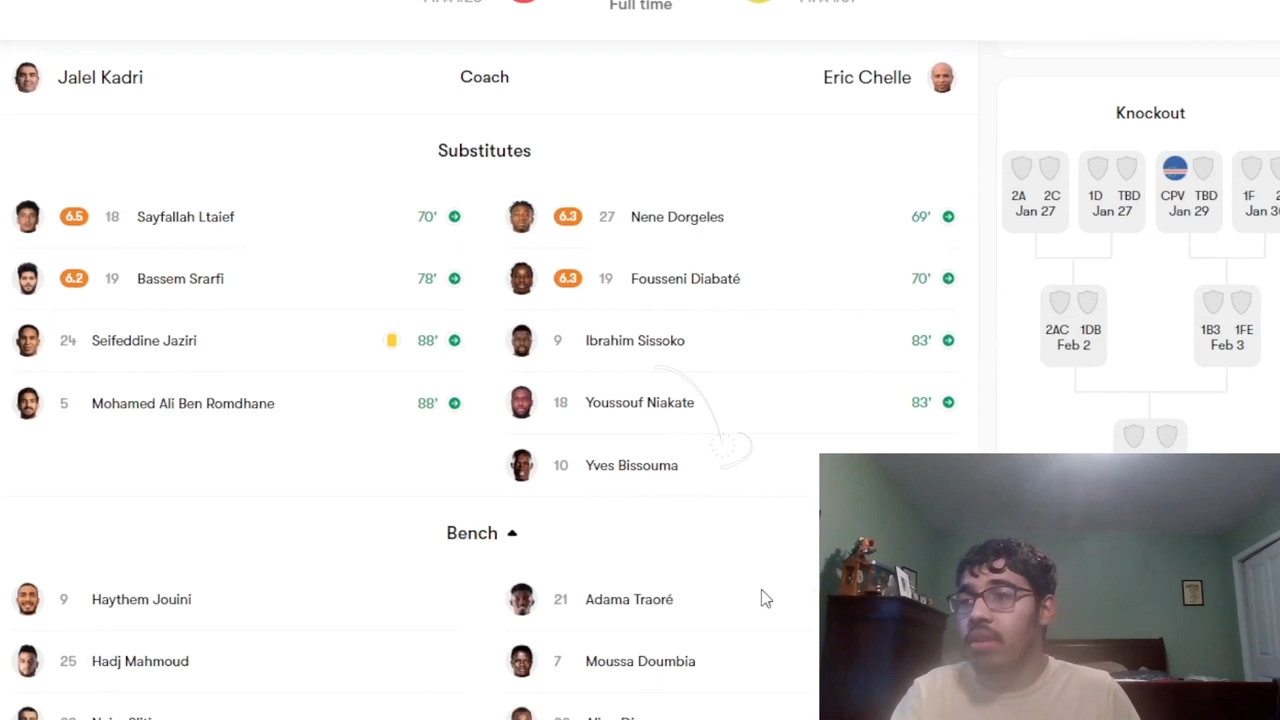 Full time
Jalel Kadri Coach Eric Chelle
Substitutes
6.5 18 Sayfallah Ltaief 70' 6.3 27 Nene Dorgeles 69'
6.2 19 Bassem Srarfi 78' 6.3 19 Fousseni Diabaté 70'
24 Seifeddine Jaziri 88' 9 Ibrahim Sissoko 83'
5 Mohamed Ali Ben Romdhane 88' 18 Youssouf Niakate 83'
10 Yves Bissouma
Bench
9 Haythem Jouini 21 Adama Traoré
25 Hadj Mahmoud 7 Moussa Doumbia
Knockout
2A 2C 1D TBD CPV TBD 1F
Jan 27 Jan 27 Jan 29
2AC 1DB 1B3 1FE
Feb 2 Feb 3